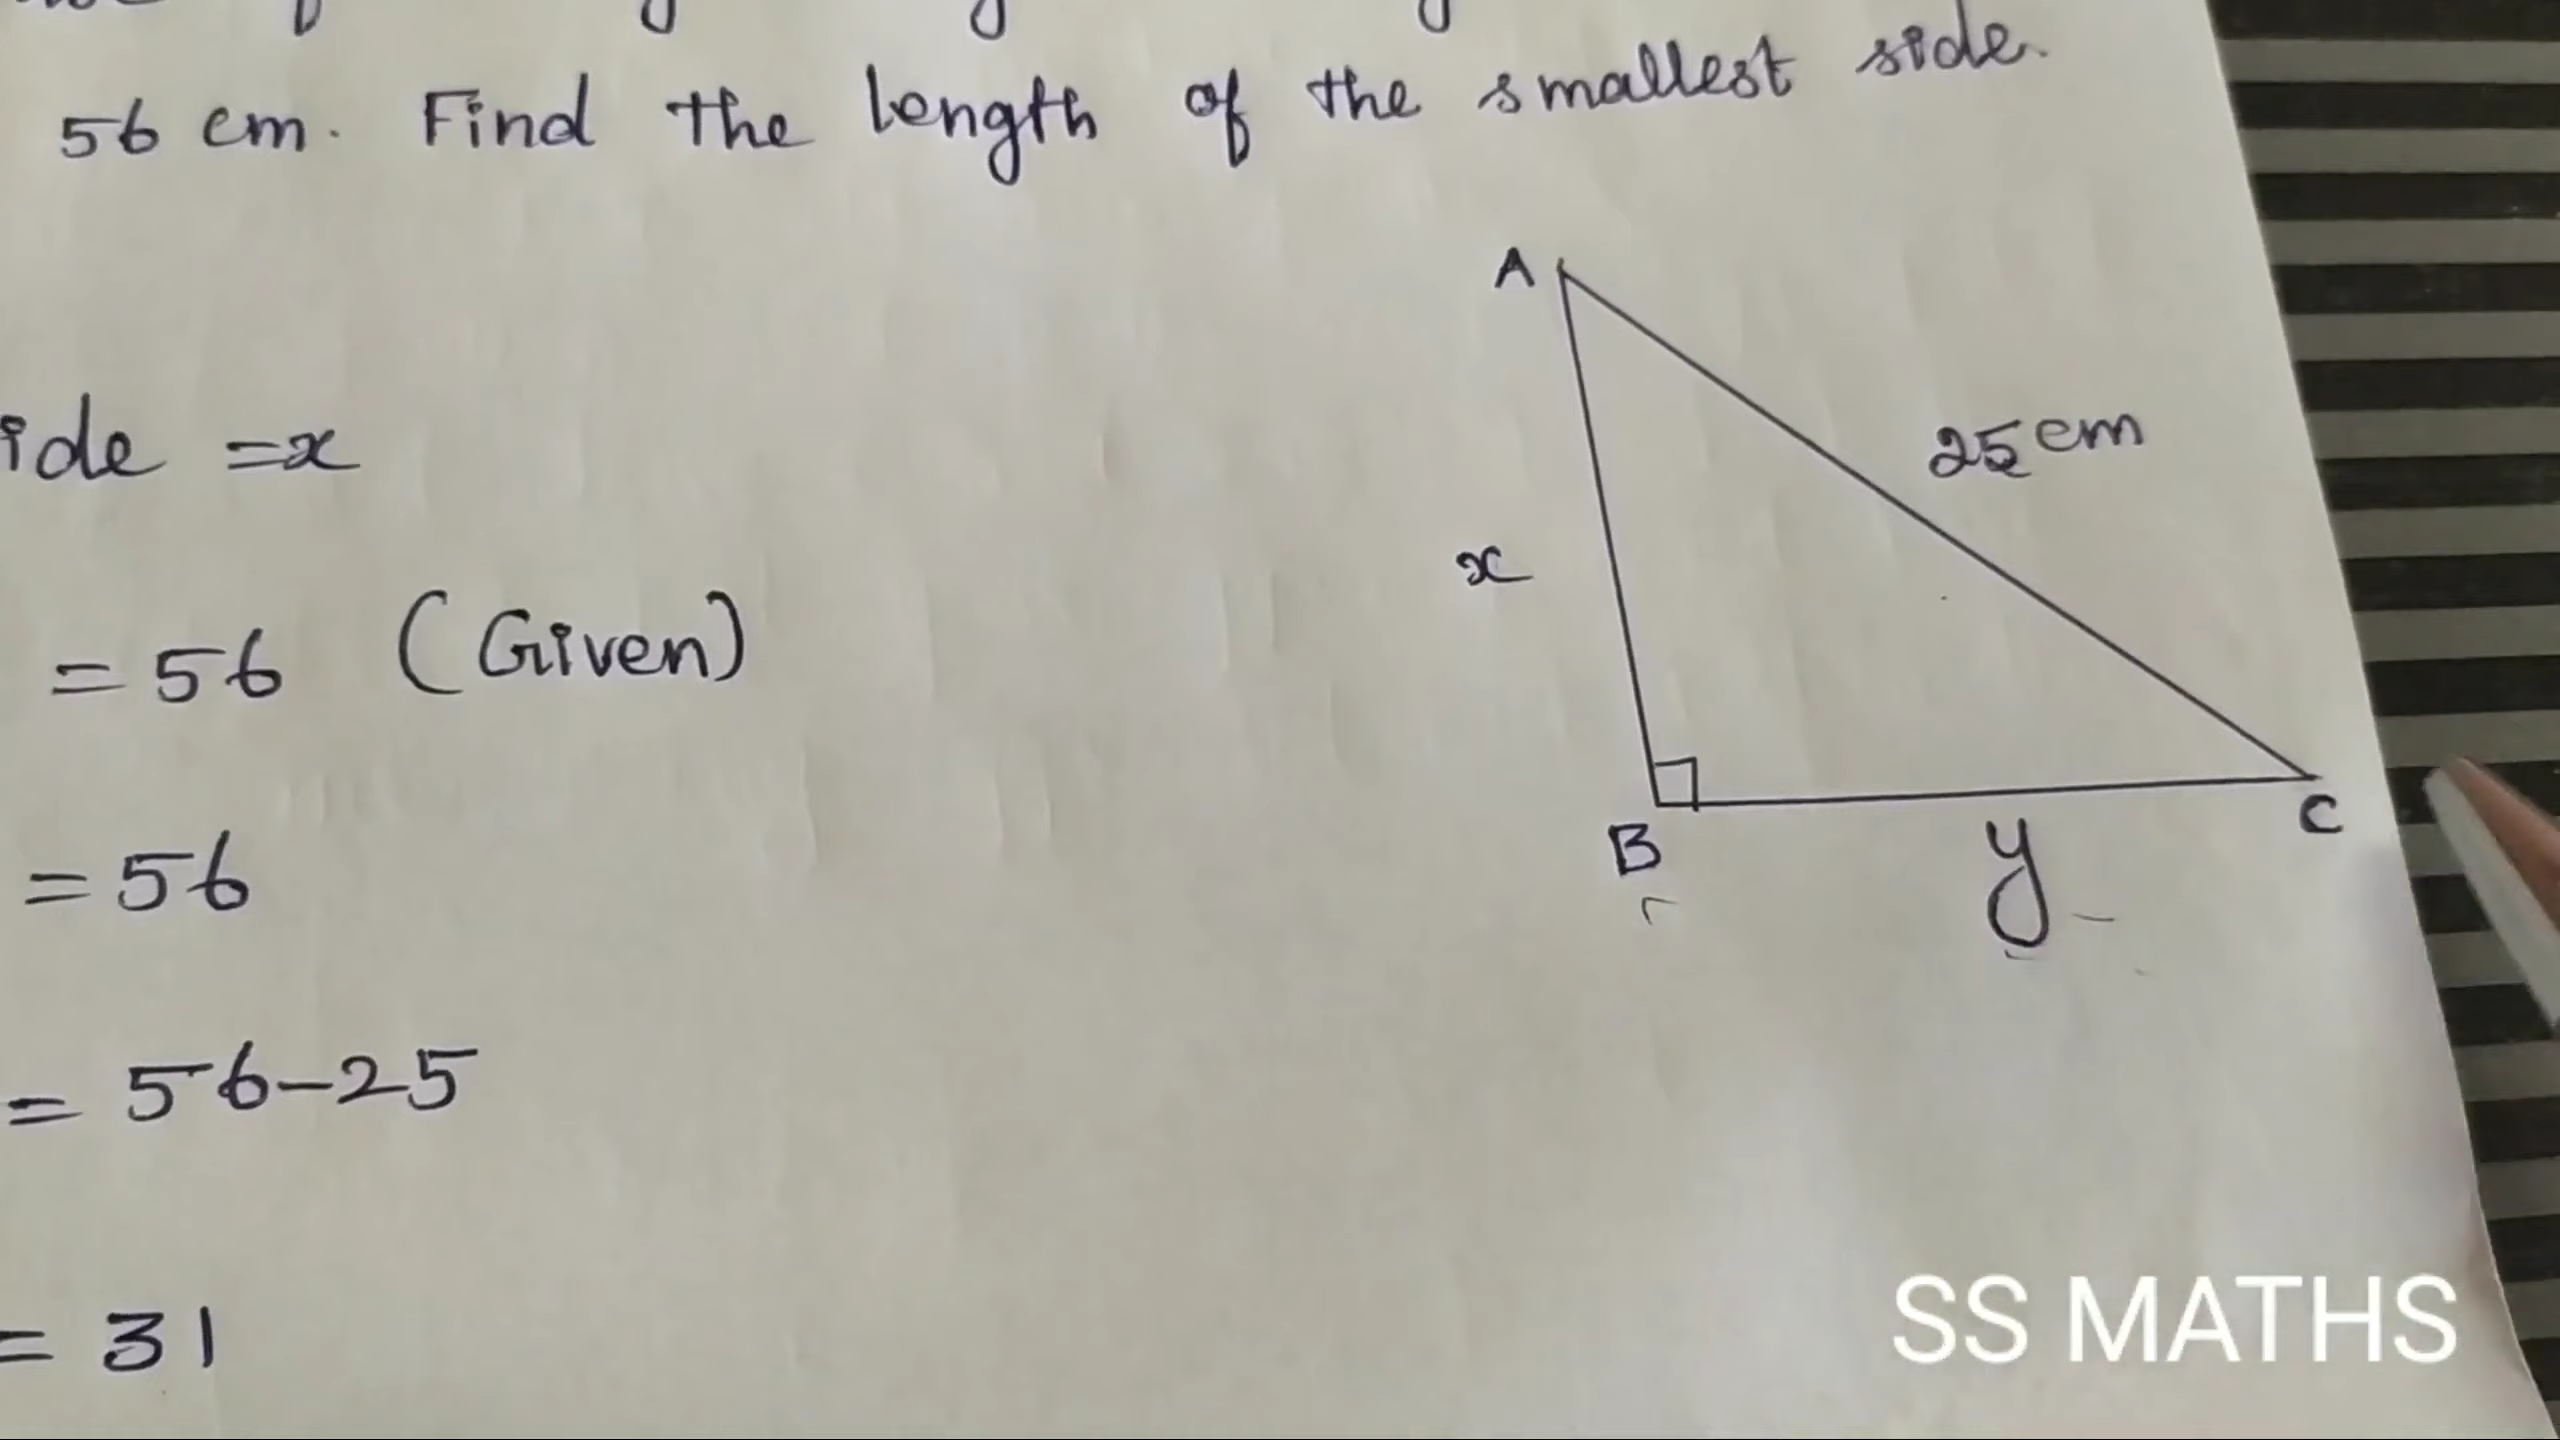 56 cm. Find the length of the smallest side.
A
25 cm
ide = x
x
= 56 (Given)
B
C
y
= 56
= 56-25
= 31
SS MATHS